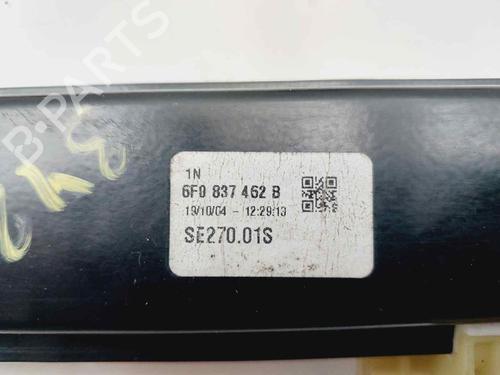 B-PARTS
1N
6F0 837 462 B
19/10/04 - 12:29:13
SE270.01S